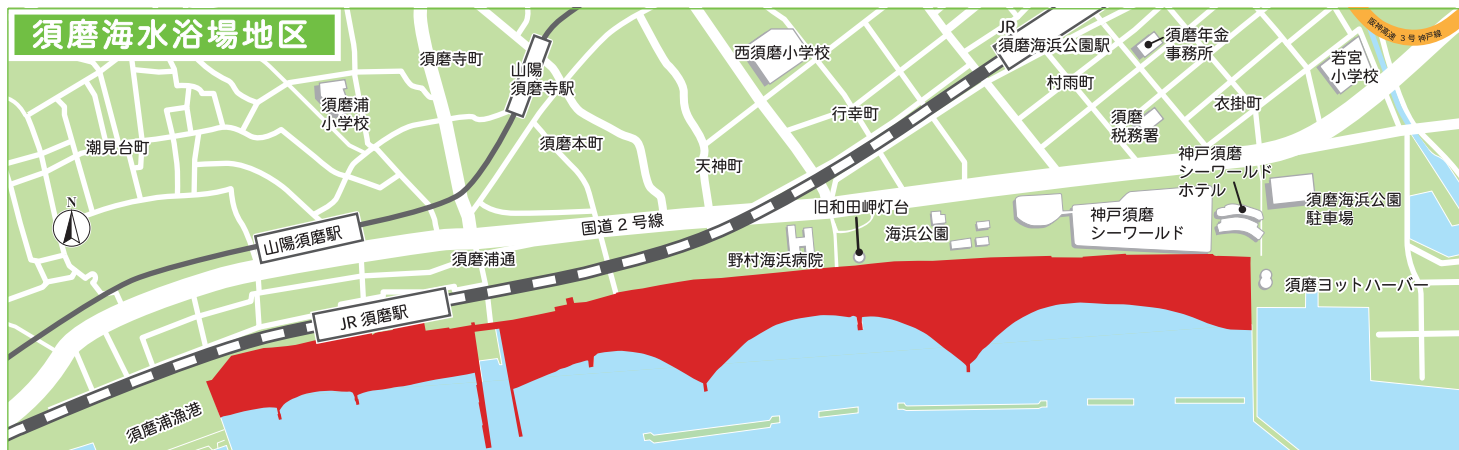 須磨海水浴場地区
阪神高速 3号 神戸線
JR
須磨海浜公園駅
須磨年金
事務所
西須磨小学校
須磨寺町
山陽
須磨寺駅
若宮
小学校
村雨町
須磨浦
小学校
行幸町
衣掛町
須磨
税務署
須磨本町
潮見台町
天神町
神戸須磨
シーワールド
ホテル
N
旧和田岬灯台
須磨海浜公園
駐車場
神戸須磨
シーワールド
国道2号線
海浜公園
山陽須磨駅
須磨浦通
野村海浜病院
須磨ヨットハーバー
JR須磨駅
須磨浦漁港